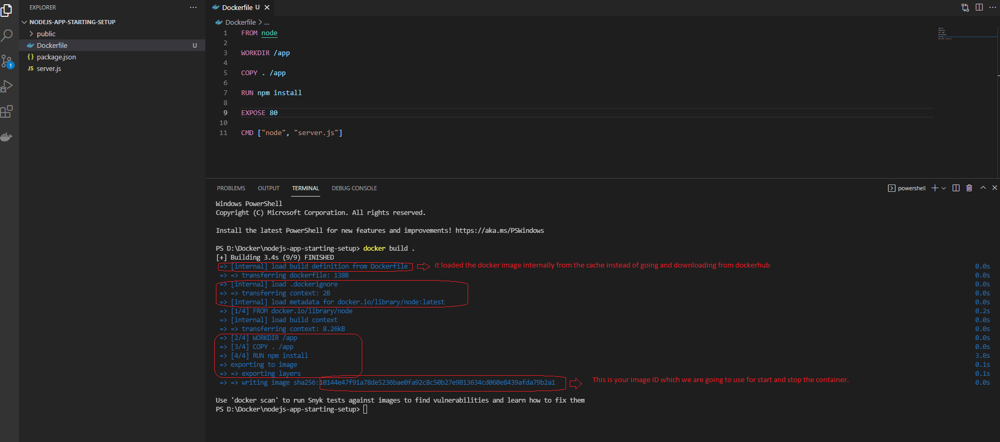 EXPLORER
NODEJS-APP-STARTING-SETUP
public
Dockerfile U
{} package.json
JS server.js
1
Dockerfile U
Dockerfile > ...
1 FROM node
2
3 WORKDIR /app
4
5 COPY . /app
6
7 RUN npm install
8
9 EXPOSE 80
10
11 CMD ["node", "server.js"]
PROBLEMS OUTPUT TERMINAL DEBUG CONSOLE
powershell
Windows PowerShell
Copyright (C) Microsoft Corporation. All rights reserved.
Install the latest PowerShell for new features and improvements! https://aka.ms/PSWindows
PS D:\Docker\nodejs-app-starting-setup> docker build .
[+] Building 3.4s (9/9) FINISHED
=> [internal] load build definition from Dockerfile it loaded the docker image internally from the cache instead of going and downloading from dockerhub 0.0s
=> => transferring dockerfile: 138B 0.0s
=> [internal] load .dockerignore 0.0s
=> => transferring context: 2B 0.0s
=> [internal] load metadata for docker.io/library/node:latest 0.0s
=> [1/4] FROM docker.io/library/node 0.2s
=> [internal] load build context 0.0s
=> => transferring context: 8.26kB 0.0s
=> [2/4] WORKDIR /app 0.0s
=> [3/4] COPY . /app 0.0s
=> [4/4] RUN npm install 3.0s
=> exporting to image 0.1s
=> => exporting layers 0.1s
=> => writing image sha256:10144e47f91a78de5236bae0fa92c8c50b27e9813634cd060e8439afda79b2a1 This is your image ID which we are going to use for start and stop the container. 0.0s
Use 'docker scan' to run Snyk tests against images to find vulnerabilities and learn how to fix them
PS D:\Docker\nodejs-app-starting-setup>